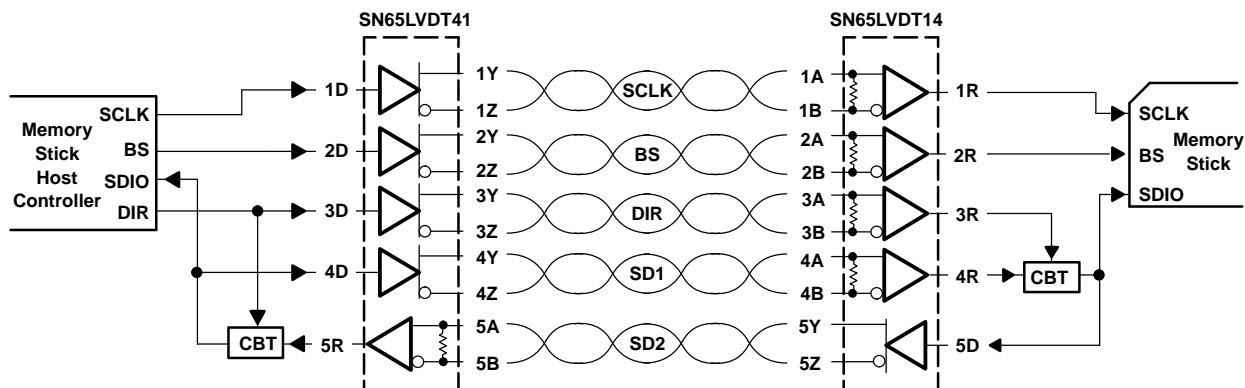 SN65LVDT41
SN65LVDT14
Memory
Stick
Host
Controller
SCLK
BS
SDIO
DIR
1D
1Y
1Z
SCLK
1A
1B
1R
2D
2Y
2Z
BS
2A
2B
2R
3D
3Y
3Z
DIR
3A
3B
3R
4D
4Y
4Z
SD1
4A
4B
4R
CBT
CBT
5R
5A
5B
SD2
5Y
5Z
5D
SCLK
BS
SDIO
Memory
Stick